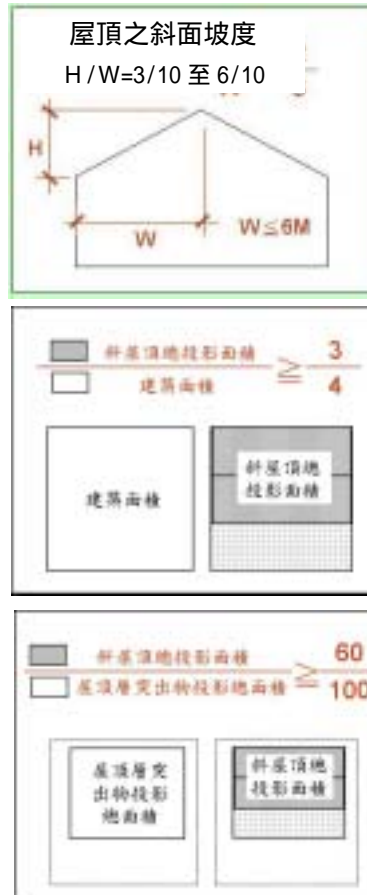 屋頂之斜面坡度
H/W=3/10 至 6/10
H
W
W≦6M
斜屋頂總投影面積
建築面積
≧
3
4
建築面積
斜屋頂總
投影面積
斜屋頂總投影面積
屋頂層突出物投影總面積
≧
60
100
屋頂層突
出物投影
總面積
斜屋頂總
投影面積